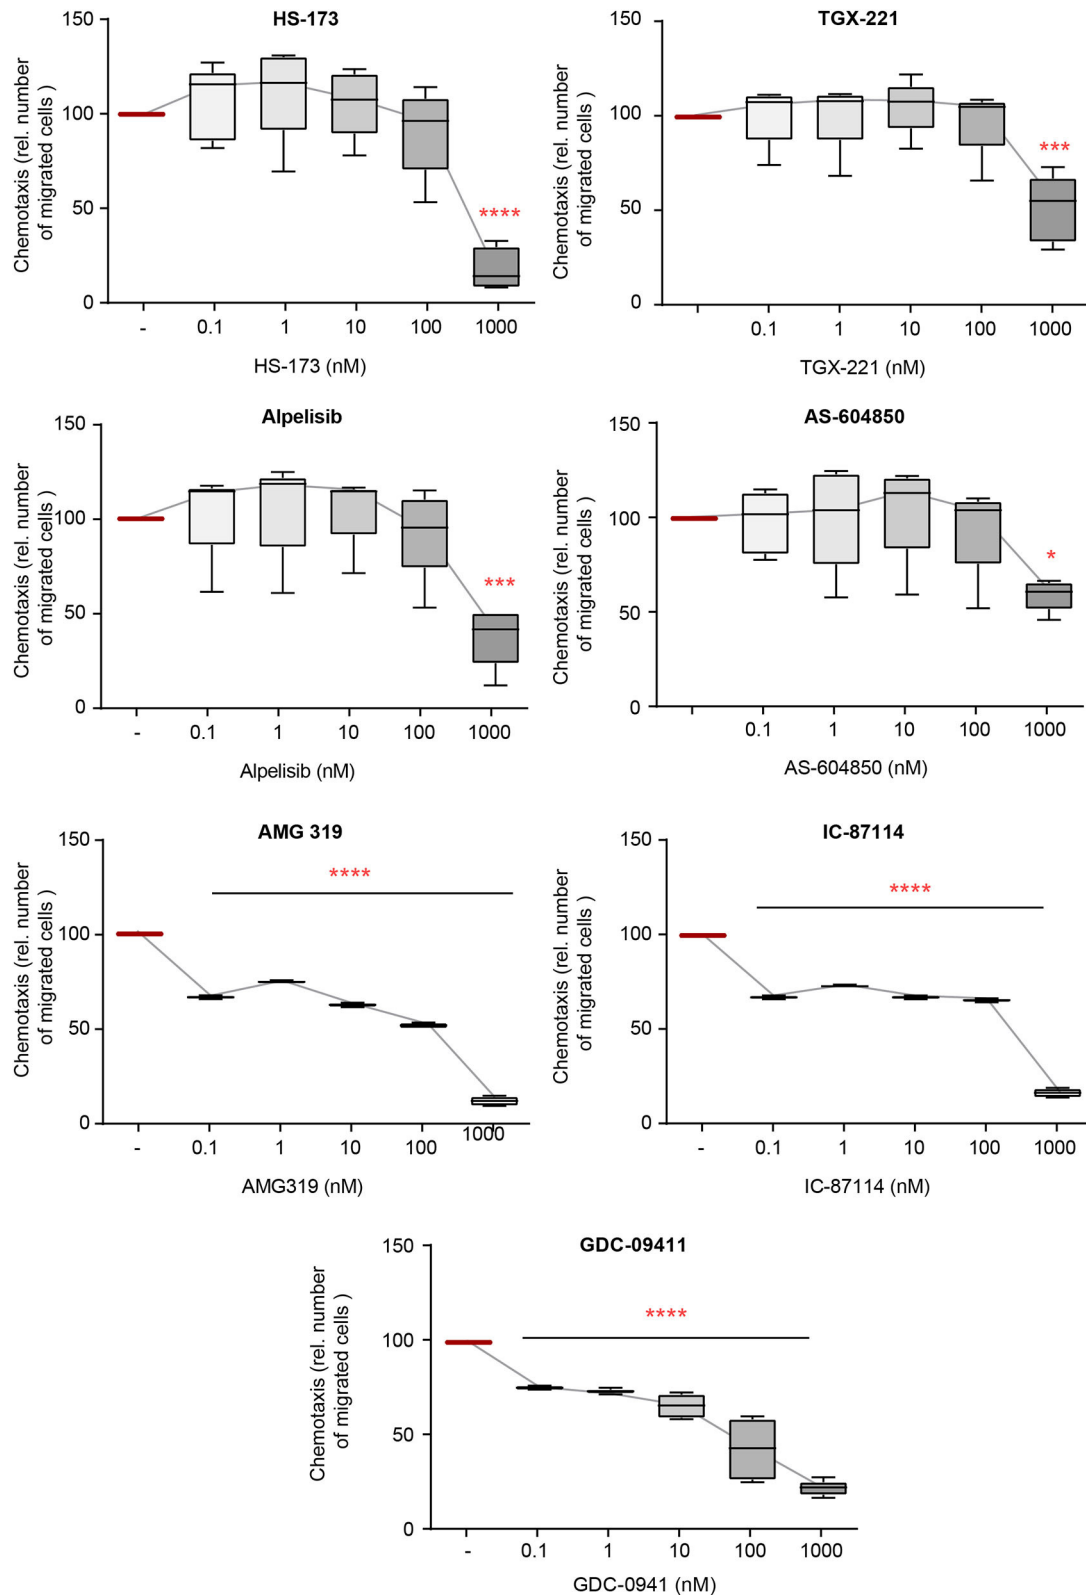 HS-173
Chemotaxis (rel. number
of migrated cells )
150
100
50
0
****
- 0.1 1 10 100 1000
HS-173 (nM)
TGX-221
Chemotaxis (rel. number
of migrated cells )
150
100
50
0
***
0.1 1 10 100 1000
TGX-221 (nM)
Alpelisib
Chemotaxis (rel. number
of migrated cells )
150
100
50
0
***
- 0.1 1 10 100 1000
Alpelisib (nM)
AS-604850
Chemotaxis (rel. number
of migrated cells )
150
100
50
0
*
0.1 1 10 100 1000
AS-604850 (nM)
AMG 319
Chemotaxis (rel. number
of migrated cells )
150
100
50
0
****
- 0.1 1 10 100 1000
AMG319 (nM)
IC-87114
Chemotaxis (rel. number
of migrated cells )
150
100
50
0
****
- 0.1 1 10 100 1000
IC-87114 (nM)
GDC-09411
Chemotaxis (rel. number
of migrated cells )
150
100
50
0
****
- 0.1 1 10 100 1000
GDC-0941 (nM)